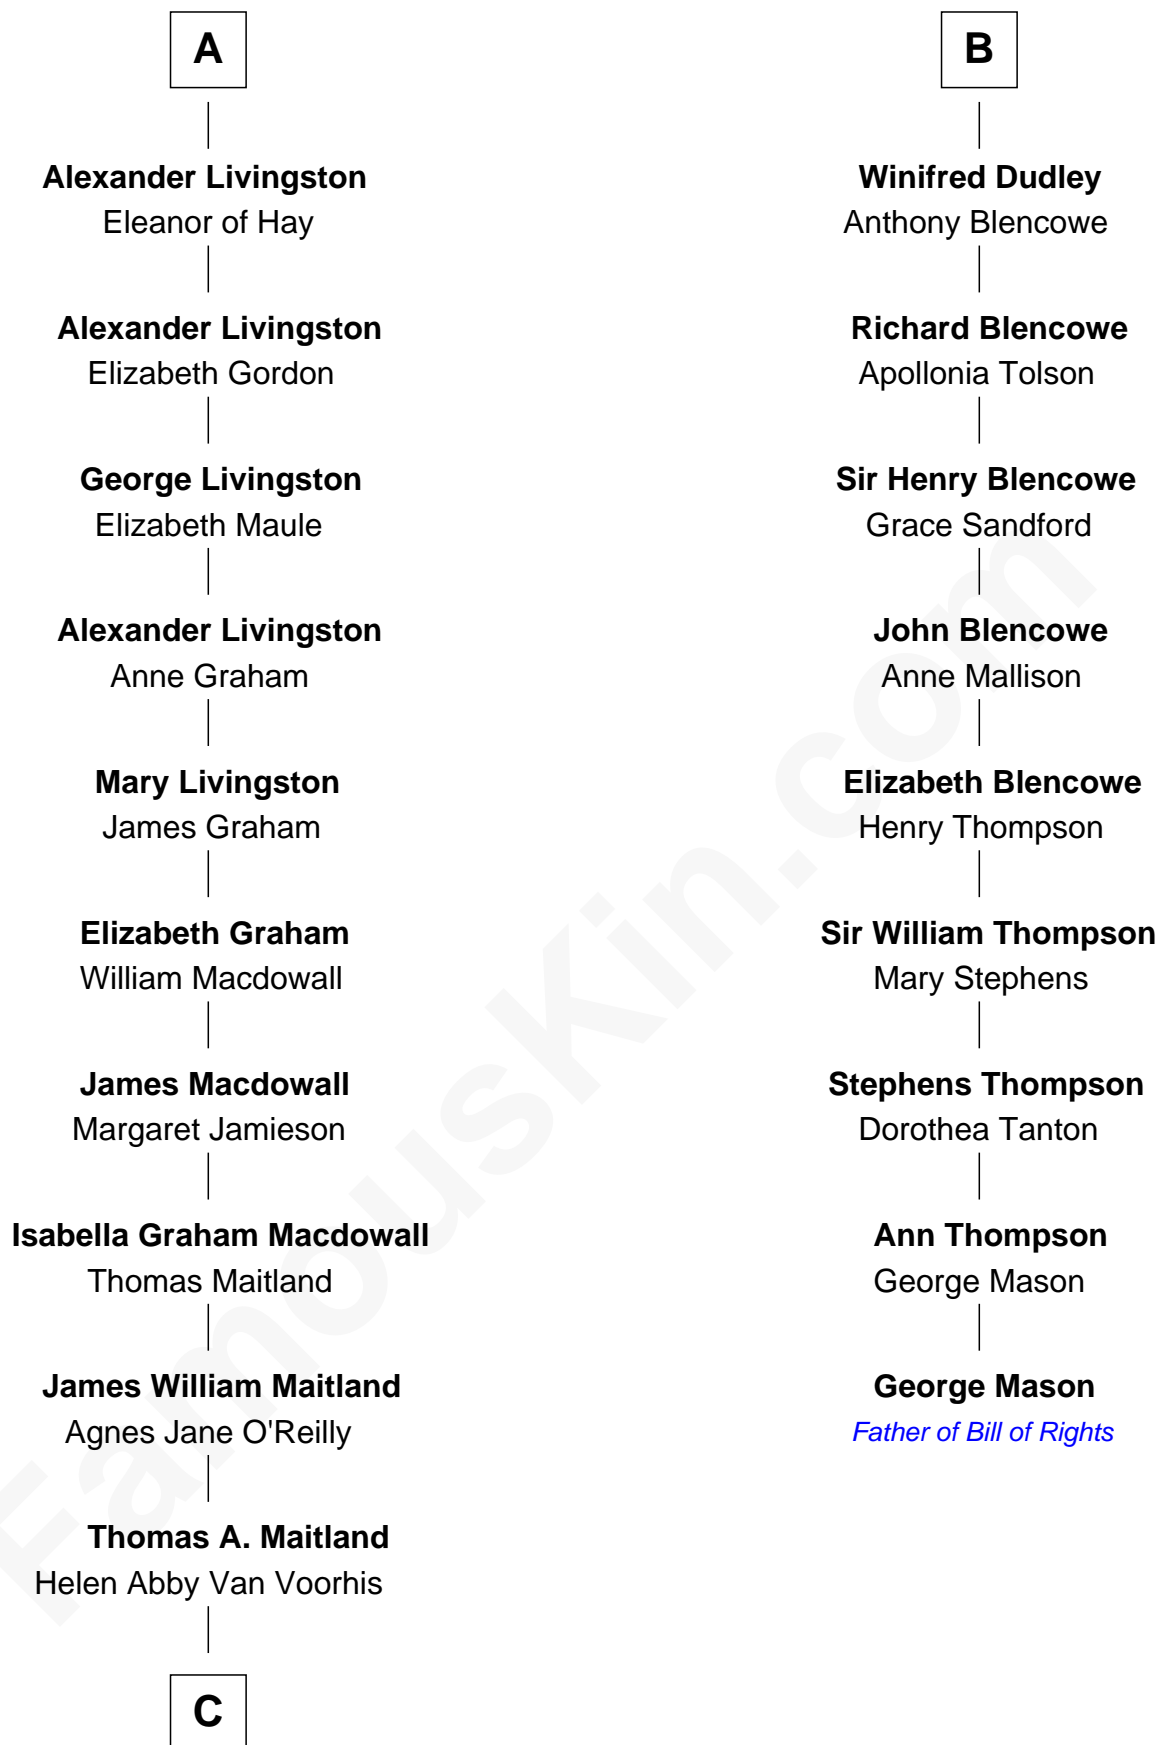 A
Alexander Livingston
Eleanor of Hay
Alexander Livingston
Elizabeth Gordon
George Livingston
Elizabeth Maule
Alexander Livingston
Anne Graham
Mary Livingston
James Graham
Elizabeth Graham
William Macdowall
James Macdowall
Margaret Jamieson
Isabella Graham Macdowall
Thomas Maitland
James William Maitland
Agnes Jane O'Reilly
Thomas A. Maitland
Helen Abby Van Voorhis
C
B
Winifred Dudley
Anthony Blencowe
Richard Blencowe
Apollonia Tolson
Sir Henry Blencowe
Grace Sandford
John Blencowe
Anne Mallison
Elizabeth Blencowe
Henry Thompson
Sir William Thompson
Mary Stephens
Stephens Thompson
Dorothea Tanton
Ann Thompson
George Mason
George Mason
Father of Bill of Rights
FamousKin.com